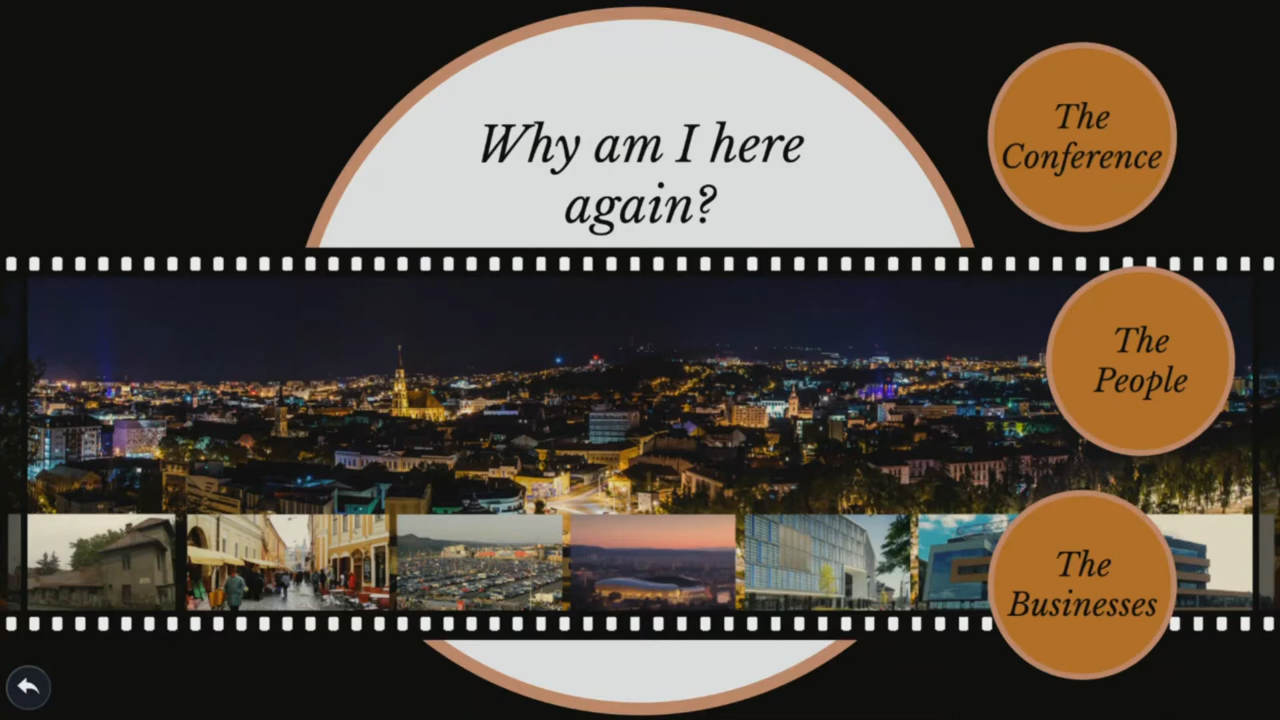 Why am I here
again?
The
Conference
The
People
The
Businesses